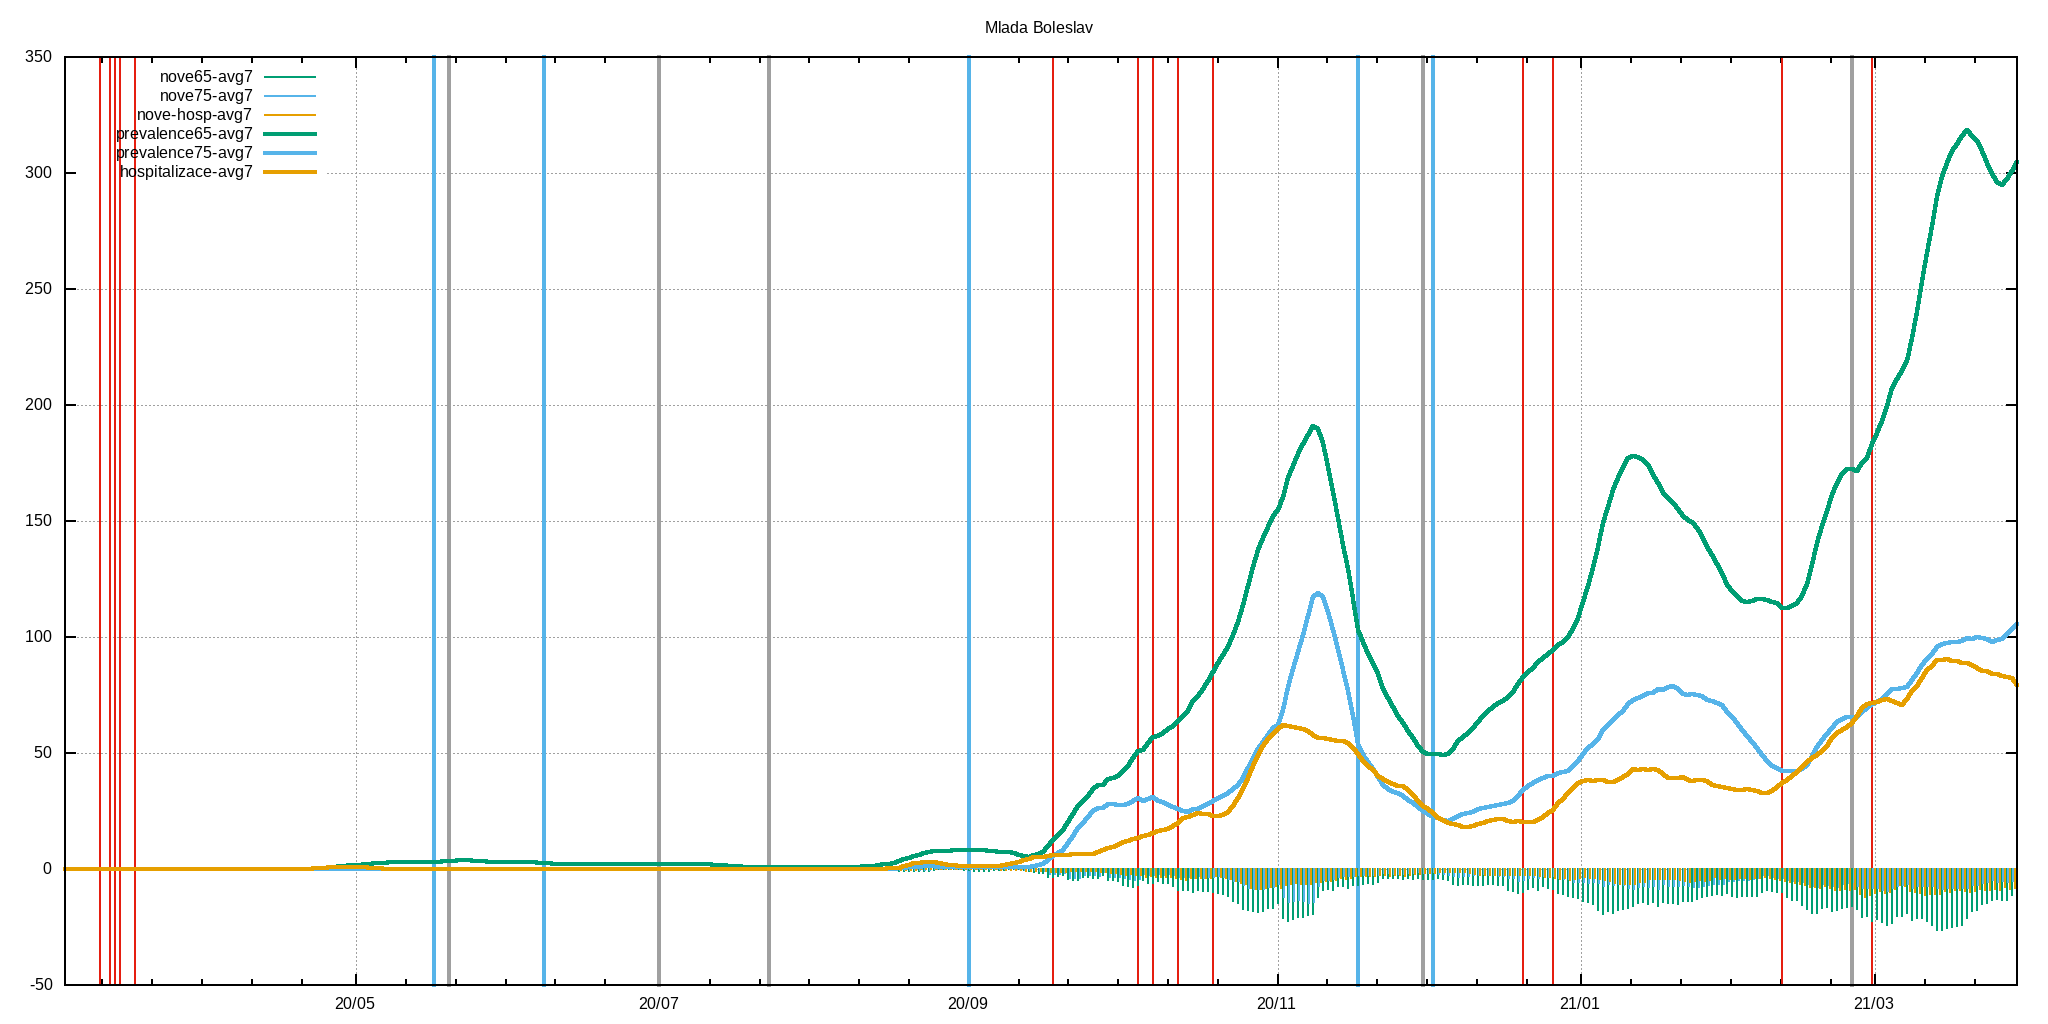 Mlada Boleslav
350
300
250
200
150
100
50
0
-50
nove65-avg7
nove75-avg7
nove-hosp-avg7
prevalence65-avg7
prevalence75-avg7
hospitalizace-avg7
20/05 20/07 20/09 20/11 21/01 21/03